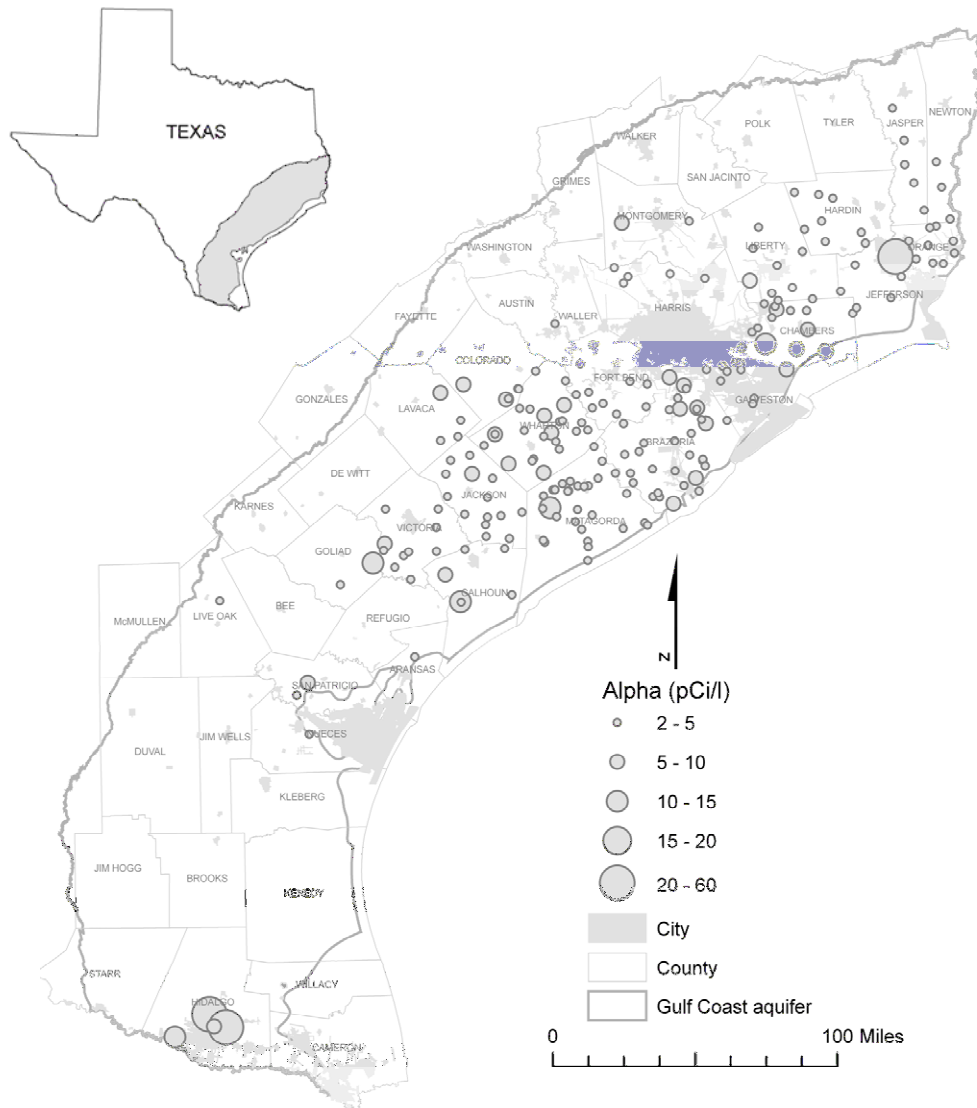 TEXAS
NEWTON
JASPER
TYLER
POLK
WALKER
SAN JACINTO
GRIMES
HARDIN
MONTGOMERY
LIBERTY
ORANGE
WASHINGTON
JEFFERSON
AUSTIN
HARRIS
WALLER
FAYETTE
CHAMBERS
COLORADO
FORT BEND
GONZALES
GALVESTON
LAVACA
WHARTON
BRAZORIA
DE WITT
JACKSON
KARNES
MATAGORDA
VICTORIA
GOLIAD
CALHOUN
BEE
LIVE OAK
REFUGIO
McMULLEN
ARANSAS
SAN PATRICIO
NUECES
JIM WELLS
DUVAL
KLEBERG
JIM HOGG
BROOKS
KENEDY
STARR
WILLACY
HIDALGO
CAMERON
N
Alpha (pCi/l)
2 - 5
5 - 10
10 - 15
15 - 20
20 - 60
City
County
Gulf Coast aquifer
0 100 Miles